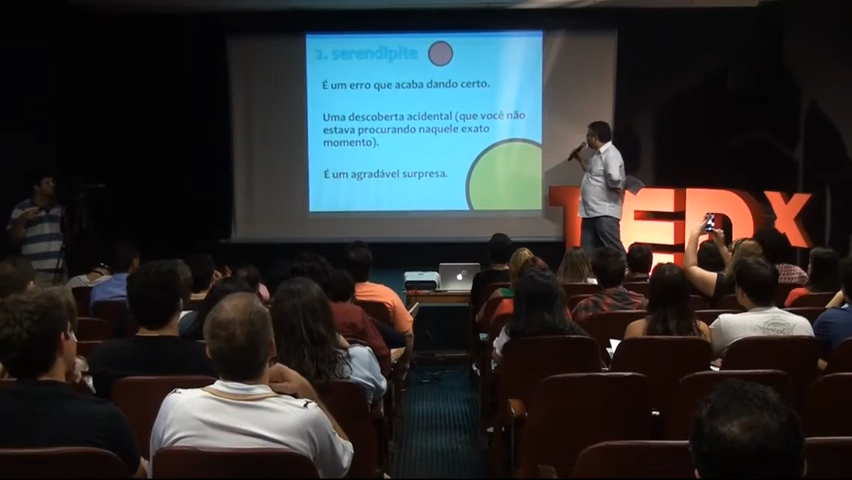 2. serendipite
É um erro que acaba dando certo.
Uma descoberta acidental (que você não
estava procurando naquele exato
momento).
É um agradável surpresa.
TEDx